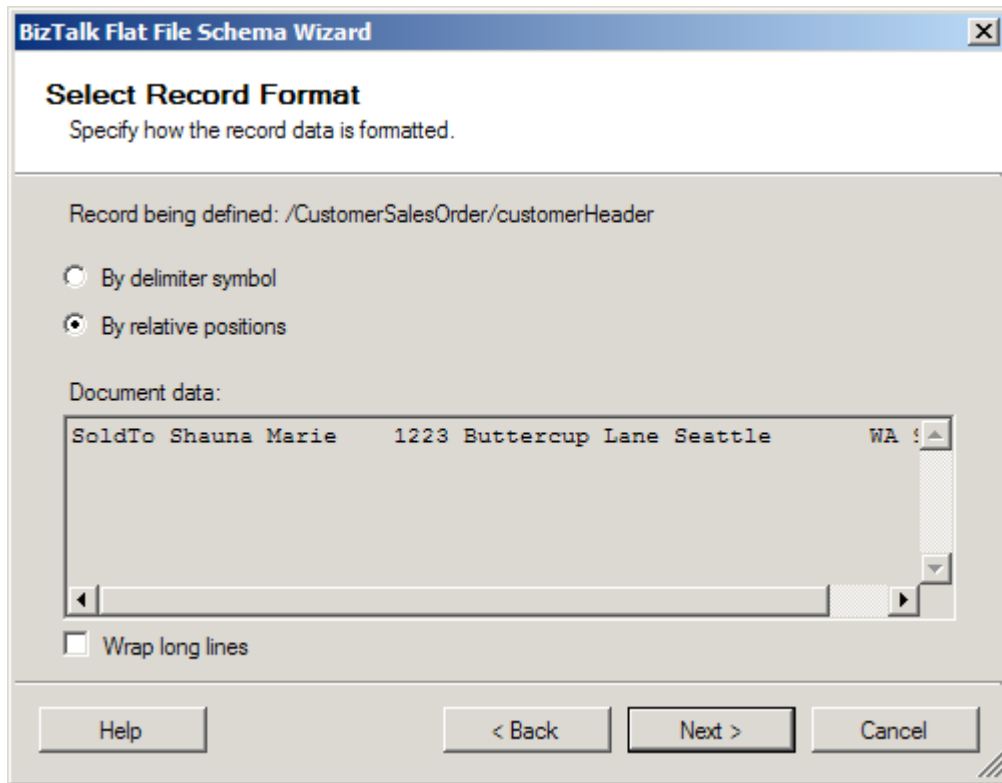 BizTalk Flat File Schema Wizard
Select Record Format
Specify how the record data is formatted.
Record being defined: /CustomerSalesOrder/customerHeader
By delimiter symbol
By relative positions
Document data:
SoldTo Shauna Marie    1223 Buttercup Lane Seattle       WA
Wrap long lines
Help
< Back
Next >
Cancel